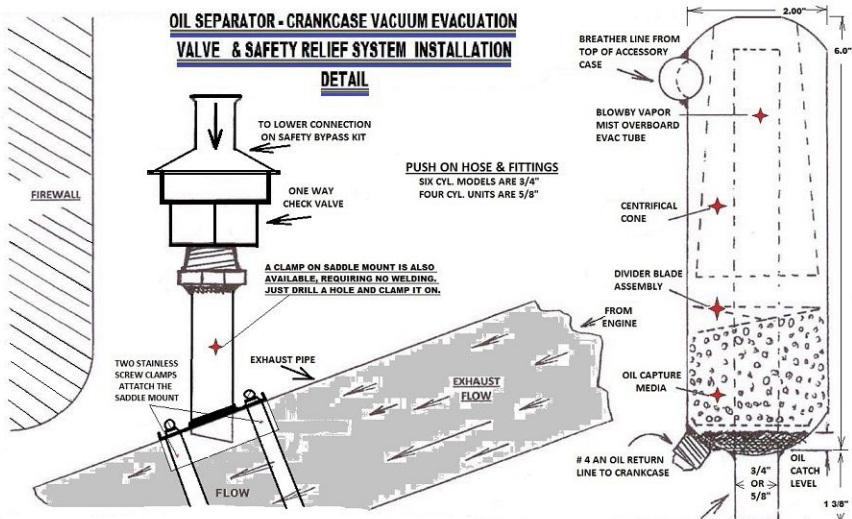 OIL SEPARATOR - CRANKCASE VACUUM EVACUATION
VALVE & SAFETY RELIEF SYSTEM INSTALLATION
DETAIL
TO LOWER CONNECTION
ON SAFETY BYPASS KIT
FIREWALL
ONE WAY
CHECK VALVE
PUSH ON HOSE & FITTINGS
SIX CYL. MODELS ARE 3/4"
FOUR CYL. UNITS ARE 5/8"
A CLAMP ON SADDLE MOUNT IS ALSO
AVAILABLE, REQUIRING NO WELDING.
JUST DRILL A HOLE AND CLAMP IT ON.
TWO STAINLESS
SCREW CLAMPS
ATTATCH THE
SADDLE MOUNT
EXHAUST PIPE
EXHAUST
FLOW
FROM
ENGINE
FLOW
2.00"
6.0"
BREATHER LINE FROM
TOP OF ACCESSORY
CASE
BLOWBY VAPOR
MIST OVERBOARD
EVAC TUBE
CENTRIFICAL
CONE
DIVIDER BLADE
ASSEMBLY
OIL CAPTURE
MEDIA
# 4 AN OIL RETURN
LINE TO CRANKCASE
3/4"
OR
5/8"
OIL
CATCH
LEVEL
1 3/8"